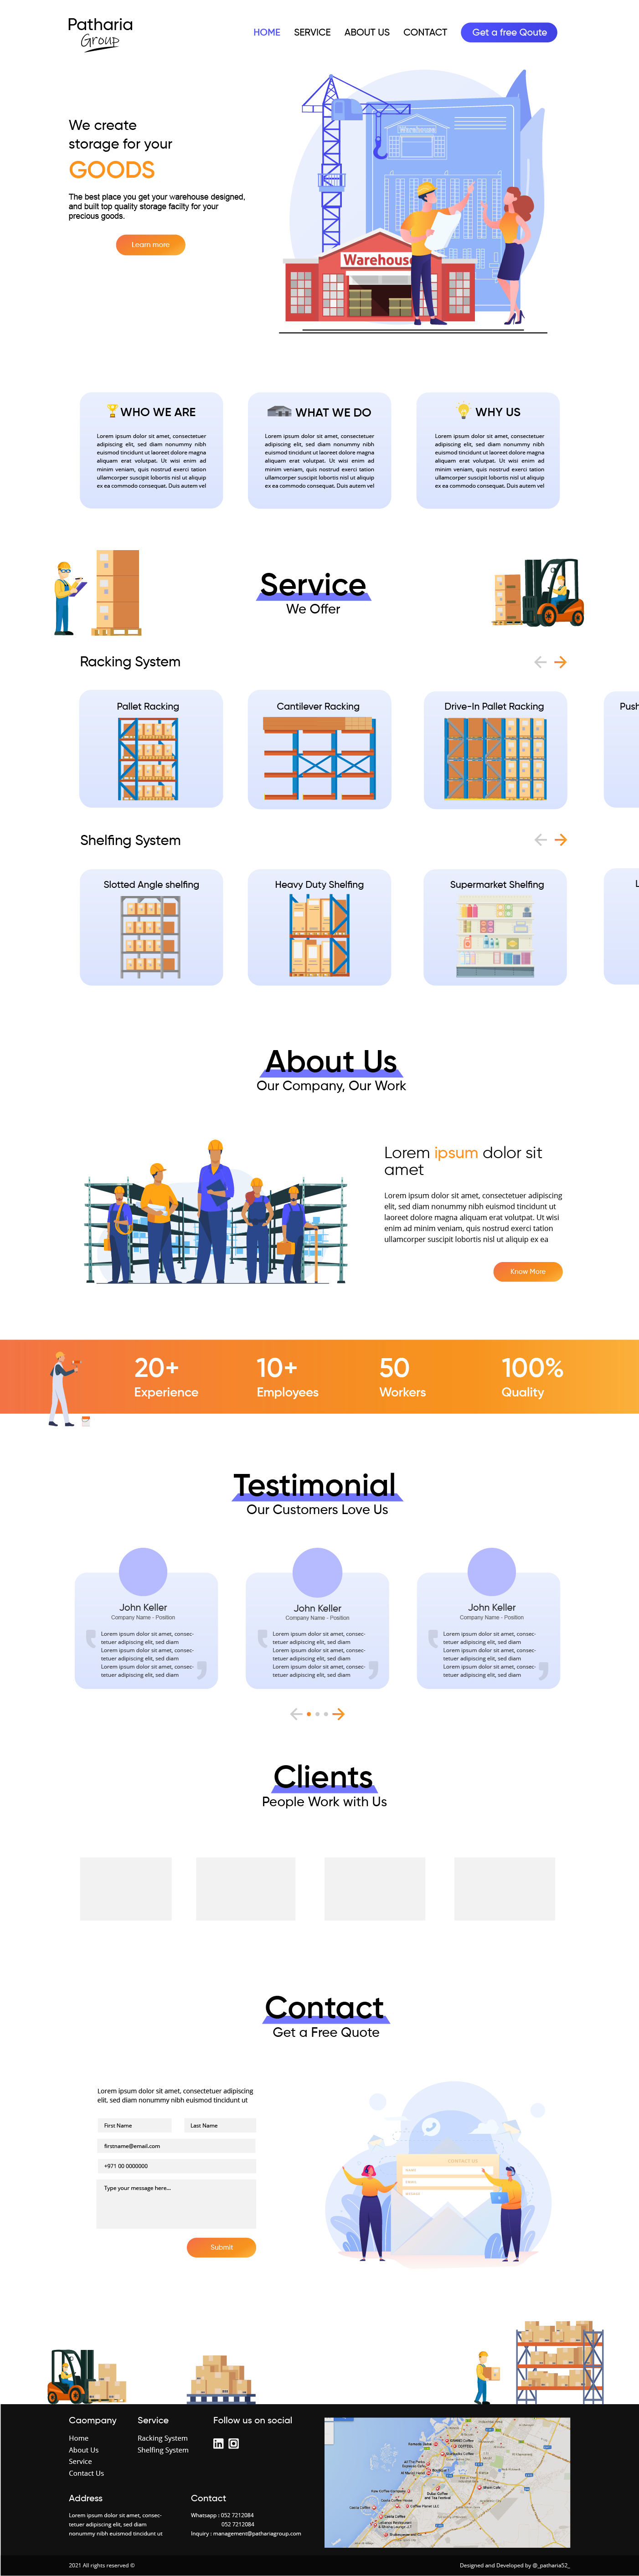 Patharia
Group
HOME SERVICE ABOUT US CONTACT Get a free Qoute
We create
storage for your
GOODS
The best place you get your warehouse designed,
and built top quality storage facilty for your
precious goods.
Learn more
Warehouse
Warehouse
WHO WE ARE
Lorem ipsum dolor sit amet, consectetuer
adipiscing elit, sed diam nonummy nibh
euismod tincidunt ut laoreet dolore magna
aliquam erat volutpat. Ut wisi enim ad
minim veniam, quis nostrud exerci tation
ullamcorper suscipit lobortis nisl ut aliquip
ex ea commodo consequat. Duis autem vel
WHAT WE DO
Lorem ipsum dolor sit amet, consectetuer
adipiscing elit, sed diam nonummy nibh
euismod tincidunt ut laoreet dolore magna
aliquam erat volutpat. Ut wisi enim ad
minim veniam, quis nostrud exerci tation
ullamcorper suscipit lobortis nisl ut aliquip
ex ea commodo consequat. Duis autem vel
WHY US
Lorem ipsum dolor sit amet, consectetuer
adipiscing elit, sed diam nonummy nibh
euismod tincidunt ut laoreet dolore magna
aliquam erat volutpat. Ut wisi enim ad
minim veniam, quis nostrud exerci tation
ullamcorper suscipit lobortis nisl ut aliquip
ex ea commodo consequat. Duis autem vel
Service
We Offer
Racking System
Pallet Racking
Cantilever Racking
Drive-In Pallet Racking
Push
Shelfing System
Slotted Angle shelfing
Heavy Duty Shelfing
Supermarket Shelfing
L
About Us
Our Company, Our Work
Lorem ipsum dolor sit
amet
Lorem ipsum dolor sit amet, consectetuer adipiscing
elit, sed diam nonummy nibh euismod tincidunt ut
laoreet dolore magna aliquam erat volutpat. Ut wisi
enim ad minim veniam, quis nostrud exerci tation
ullamcorper suscipit lobortis nisl ut aliquip ex ea
Know More
20+ 10+ 50 100%
Experience Employees Workers Quality
Testimonial
Our Customers Love Us
John Keller
Company Name - Position
Lorem ipsum dolor sit amet, consec-
tetuer adipiscing elit, sed diam
Lorem ipsum dolor sit amet, consec-
tetuer adipiscing elit, sed diam
Lorem ipsum dolor sit amet, consec-
tetuer adipiscing elit, sed diam
John Keller
Company Name - Position
Lorem ipsum dolor sit amet, consec-
tetuer adipiscing elit, sed diam
Lorem ipsum dolor sit amet, consec-
tetuer adipiscing elit, sed diam
Lorem ipsum dolor sit amet, consec-
tetuer adipiscing elit, sed diam
John Keller
Company Name - Position
Lorem ipsum dolor sit amet, consec-
tetuer adipiscing elit, sed diam
Lorem ipsum dolor sit amet, consec-
tetuer adipiscing elit, sed diam
Lorem ipsum dolor sit amet, consec-
tetuer adipiscing elit, sed diam
Clients
People Work with Us
Contact
Get a Free Quote
Lorem ipsum dolor sit amet, consectetuer adipiscing
elit, sed diam nonummy nibh euismod tincidunt ut
First Name Last Name
firstname@email.com
+971 00 0000000
Type your message here...
Submit
CONTACT US
Caompany
Home
About Us
Service
Contact Us
Service
Racking System
Shelfing System
Follow us on social
Address
Lorem ipsum dolor sit amet, consec-
tetuer adipiscing elit, sed diam
nonummy nibh euismod tincidunt ut
Contact
Whatsapp : 052 7212084
052 7212084
Inquiry : management@pathariagroup.com
2021 All rights reserved ©
Designed and Developed by @_patharia52_